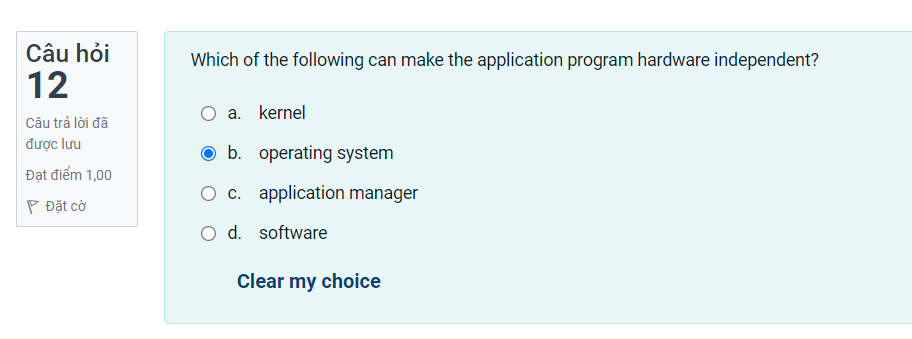 Câu hỏi
12
Câu trả lời đã
được lưu
Đạt điểm 1,00
Đặt cờ
Which of the following can make the application program hardware independent?
a. kernel
b. operating system
c. application manager
d. software
Clear my choice